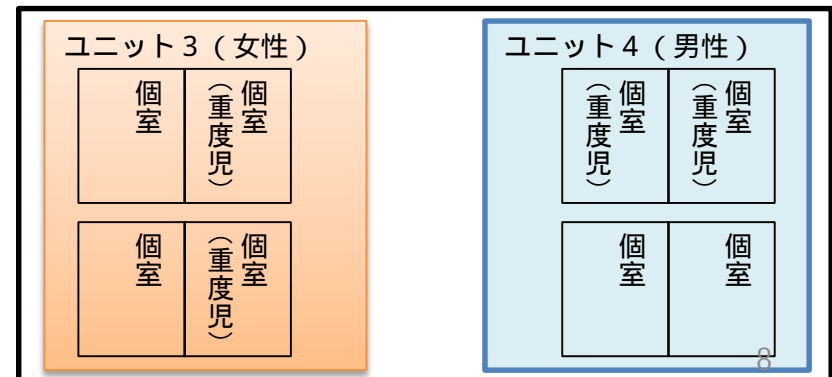 ユニット３（女性）
個室
個室
（重度児）
個室
個室
（重度児）
ユニット４（男性）
個室
（重度児）
個室
（重度児）
個室
個室
8